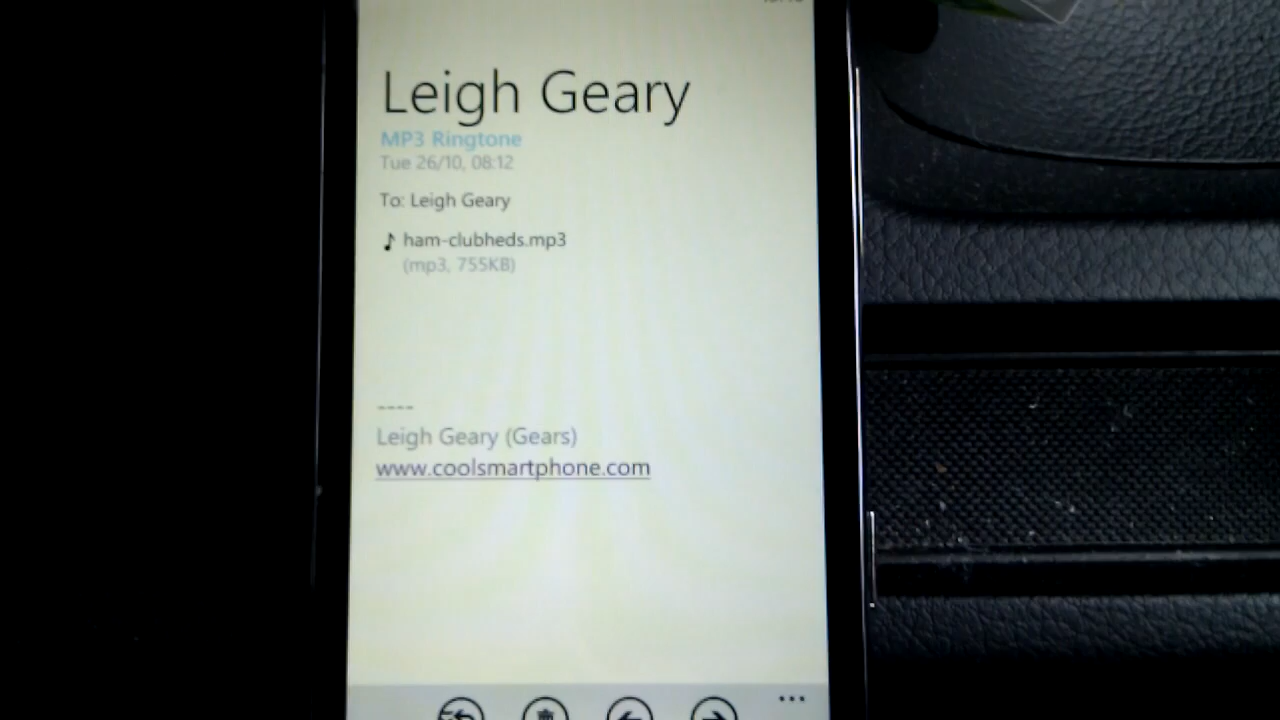 Leigh Geary
MP3 Ringtone
Tue 26/10, 08:12
To: Leigh Geary
ham-clubheds.mp3
(mp3, 755KB)
----
Leigh Geary (Gears)
www.coolsmartphone.com